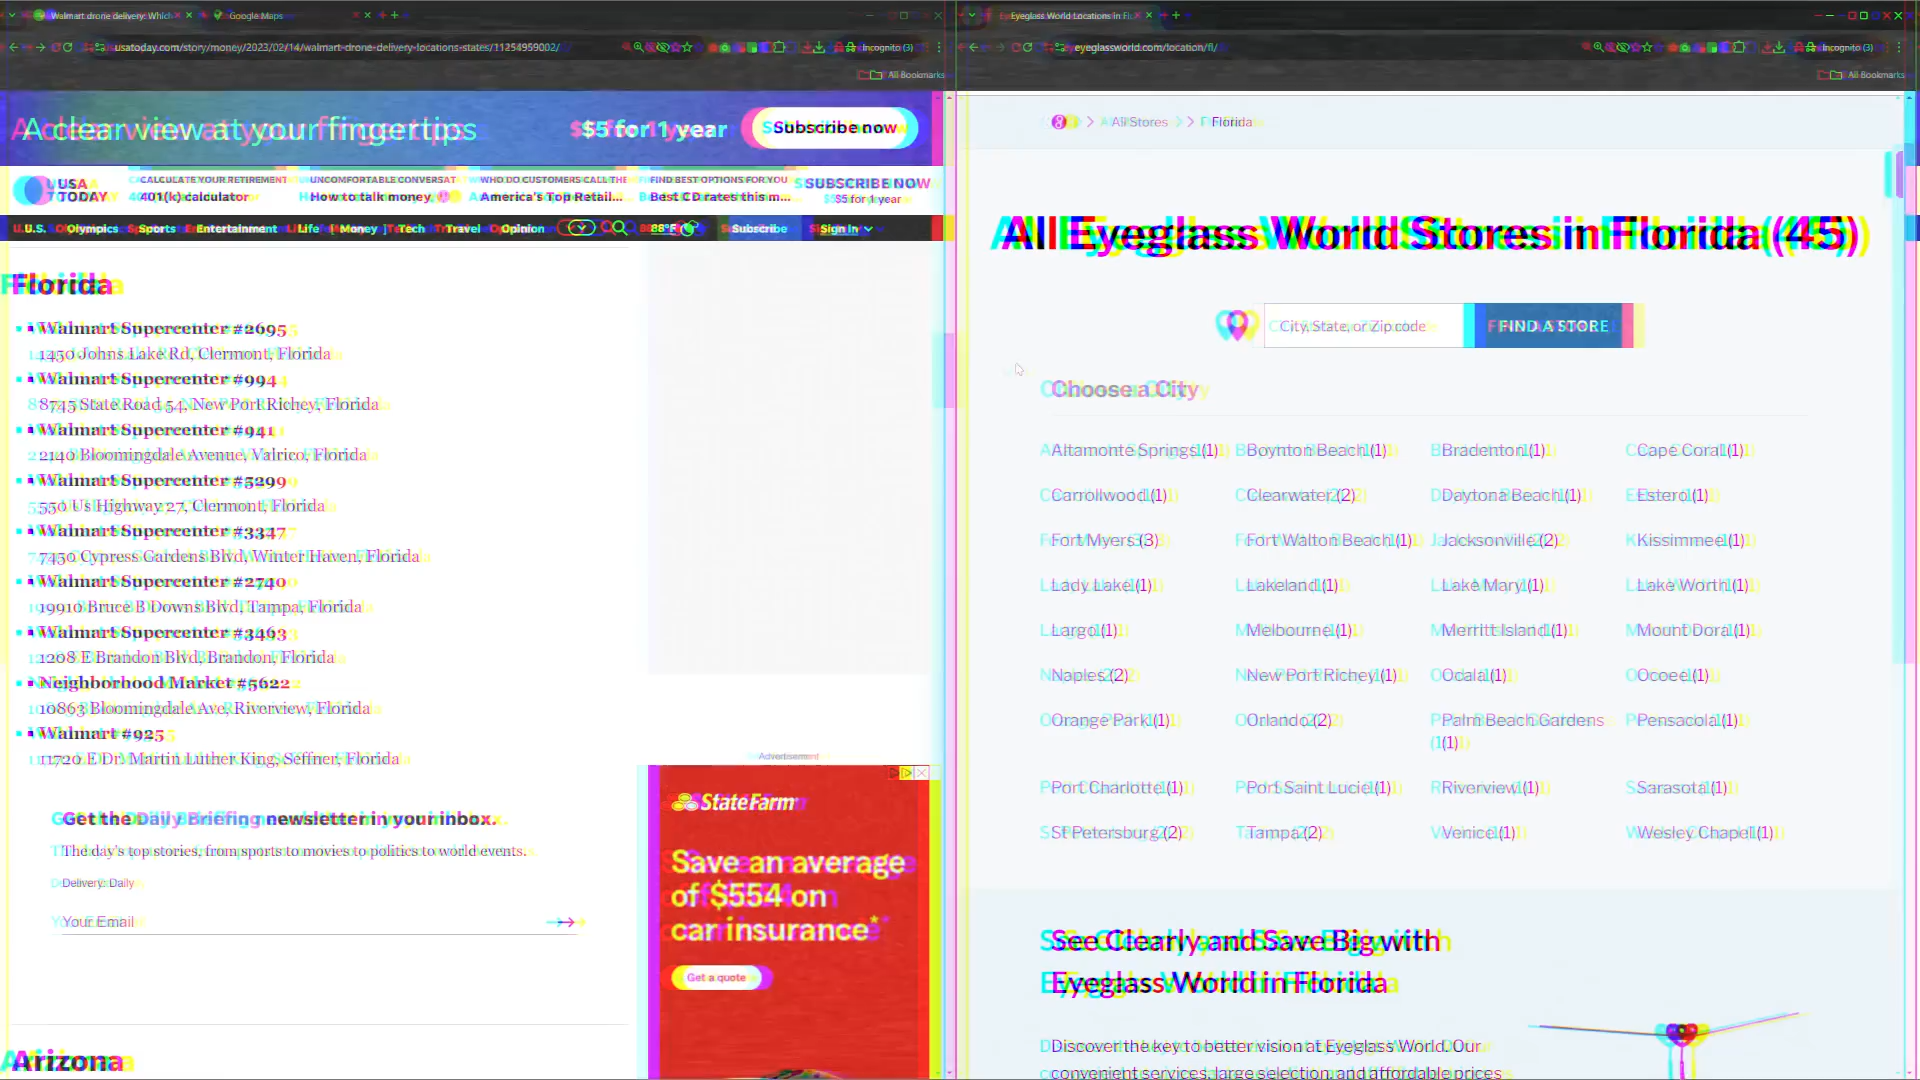 Walmart drone delivery: Whic
Google Maps
usatoday.com/story/money/2023/02/14/walmart-drone-delivery-locations-states/11254959002/
Incognito (3)
All Bookmarks
A clear view at your fingertips
$5 for 1 year
Subscribe now
USA TODAY
CALCULATE YOUR RETIREMENT
401(k) calculator
UNCOMFORTABLE CONVERSAT
How to talk money
WHO DO CUSTOMERS CALL THE
America's Top Retail...
FIND BEST OPTIONS FOR YOU
Best CD rates this m...
SUBSCRIBE NOW
$5 for 1 year
U.S. Olympics Sports Entertainment Life Money Tech Travel Opinion
88°F
Subscribe
Sign In
Florida
Walmart Supercenter #2695
1450 Johns Lake Rd, Clermont, Florida
Walmart Supercenter #994
8745 State Road 54, New Port Richey, Florida
Walmart Supercenter #941
2140 Bloomingdale Avenue, Valrico, Florida
Walmart Supercenter #5299
550 Us Highway 27, Clermont, Florida
Walmart Supercenter #3347
7450 Cypress Gardens Blvd, Winter Haven, Florida
Walmart Supercenter #2740
19910 Bruce B Downs Blvd, Tampa, Florida
Walmart Supercenter #3463
1208 E Brandon Blvd, Brandon, Florida
Neighborhood Market #5622
10863 Bloomingdale Ave, Riverview, Florida
Walmart #925
11720 E Dr. Martin Luther King, Seffner, Florida
Get the Daily Briefing newsletter in your inbox.
The day's top stories, from sports to movies to politics to world events.
Delivery: Daily
Your Email
Arizona
Advertisement
State Farm
Save an average
of $554 on
car insurance*
Get a quote
Eyeglass World Locations in Fl
eyeglassworld.com/location/fl/
Incognito (3)
All Bookmarks
All Stores
Florida
All Eyeglass World Stores in Florida (45)
City, State, or Zip code
FIND A STORE
Choose a City
Altamonte Springs (1) Boynton Beach (1) Bradenton (1) Cape Coral (1)
Carrollwood (1) Clearwater (2) Daytona Beach (1) Estero (1)
Fort Myers (3) Fort Walton Beach (1) Jacksonville (2) Kissimmee (1)
Lady Lake (1) Lakeland (1) Lake Mary (1) Lake Worth (1)
Largo (1) Melbourne (1) Merritt Island (1) Mount Dora (1)
Naples (2) New Port Richey (1) Ocala (1) Ocoee (1)
Orange Park (1) Orlando (2) Palm Beach Gardens (1) Pensacola (1)
Port Charlotte (1) Port Saint Lucie (1) Riverview (1) Sarasota (1)
St Petersburg (2) Tampa (2) Venice (1) Wesley Chapel (1)
See Clearly and Save Big with
Eyeglass World in Florida
Discover the key to better vision at Eyeglass World. Our
convenient services, large selection, and affordable prices